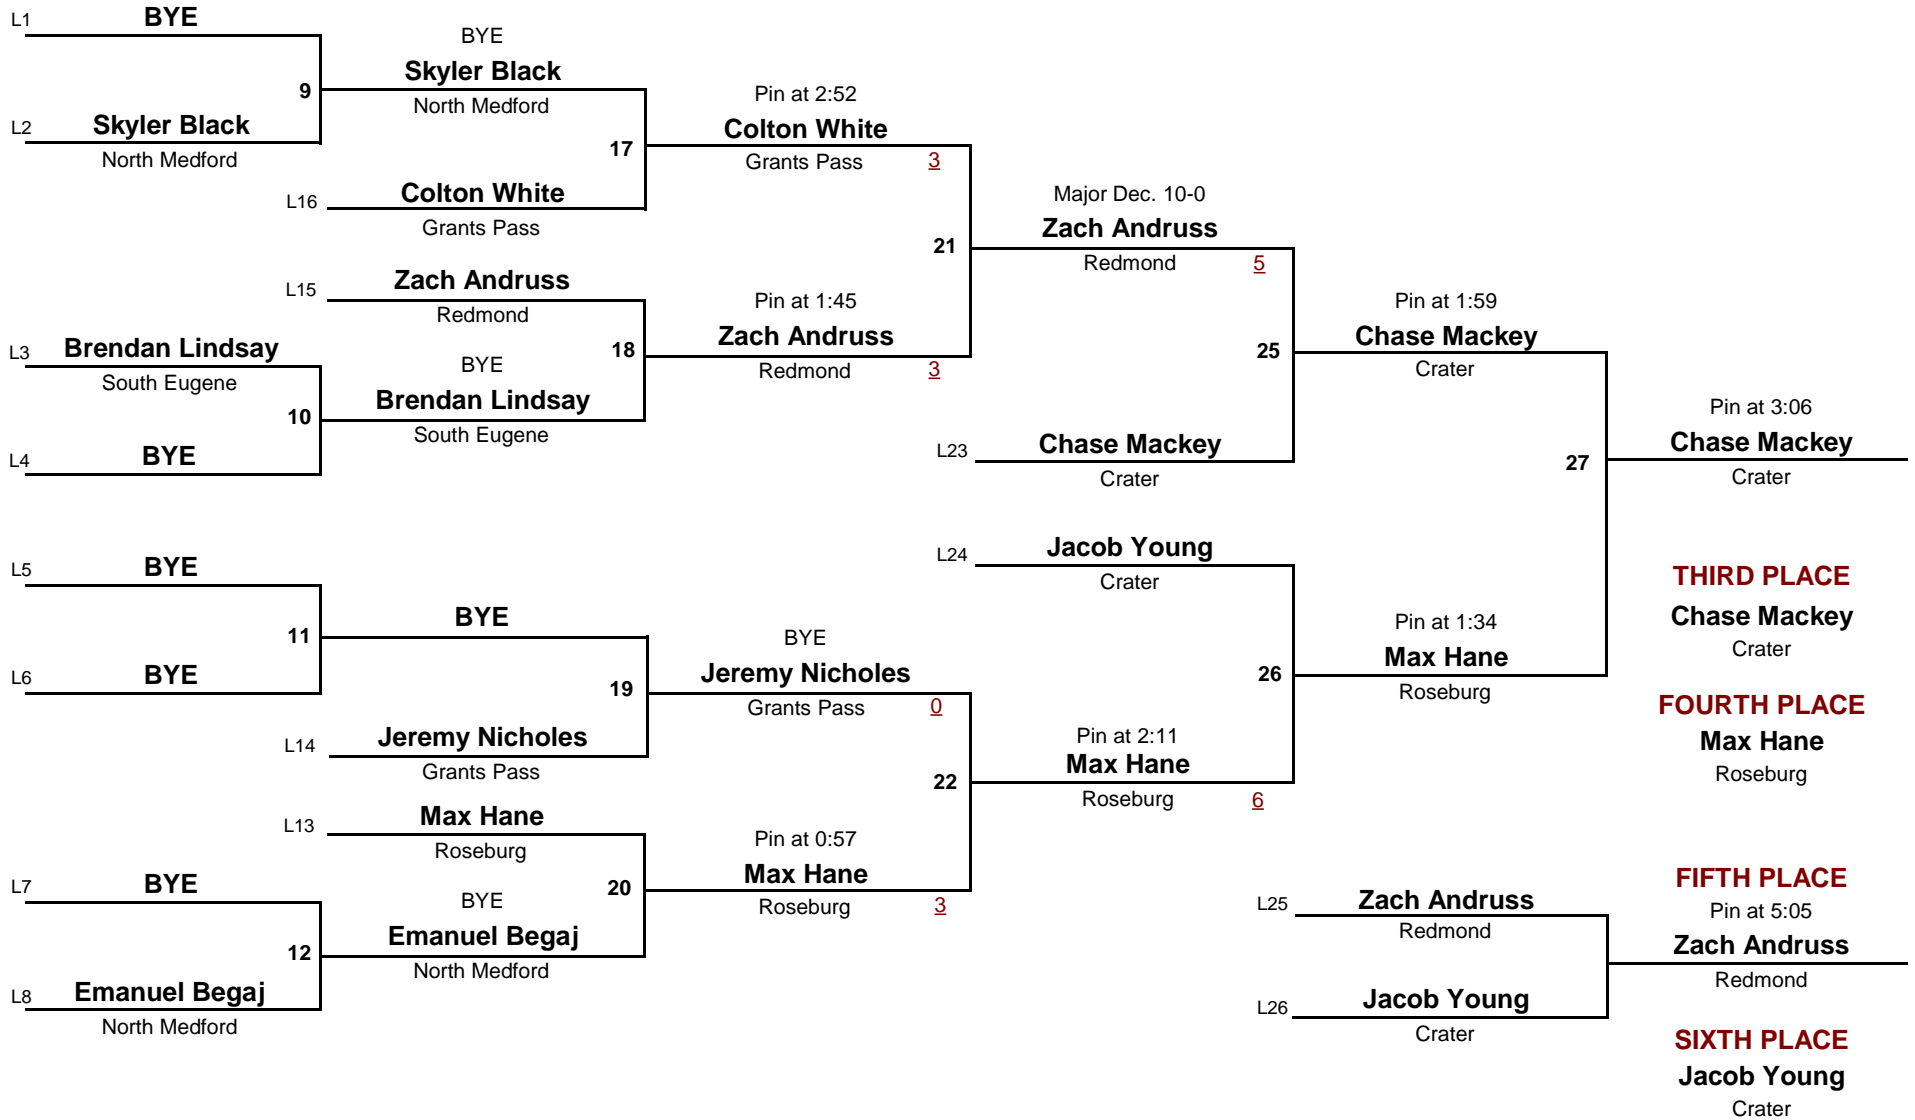 L1
BYE
9
L2
Skyler Black
North Medford
BYE
Skyler Black
North Medford
17
L16
Colton White
Grants Pass
Pin at 2:52
Colton White
Grants Pass
3
L15
Zach Andruss
Redmond
L3
Brendan Lindsay
South Eugene
10
L4
BYE
BYE
Brendan Lindsay
South Eugene
18
Pin at 1:45
Zach Andruss
Redmond
3
21
Major Dec. 10-0
Zach Andruss
Redmond
5
25
L23
Chase Mackey
Crater
Pin at 1:59
Chase Mackey
Crater
27
Pin at 3:06
Chase Mackey
Crater
L5
BYE
11
L6
BYE
BYE
19
L14
Jeremy Nicholes
Grants Pass
BYE
Jeremy Nicholes
Grants Pass
0
L13
Max Hane
Roseburg
L7
BYE
12
L8
Emanuel Begaj
North Medford
BYE
Emanuel Begaj
North Medford
20
Pin at 0:57
Max Hane
Roseburg
3
22
L24
Jacob Young
Crater
26
Pin at 2:11
Max Hane
Roseburg
6
Pin at 1:34
Max Hane
Roseburg
THIRD PLACE
Chase Mackey
Crater
FOURTH PLACE
Max Hane
Roseburg
L25
Zach Andruss
Redmond
L26
Jacob Young
Crater
FIFTH PLACE
Pin at 5:05
Zach Andruss
Redmond
SIXTH PLACE
Jacob Young
Crater